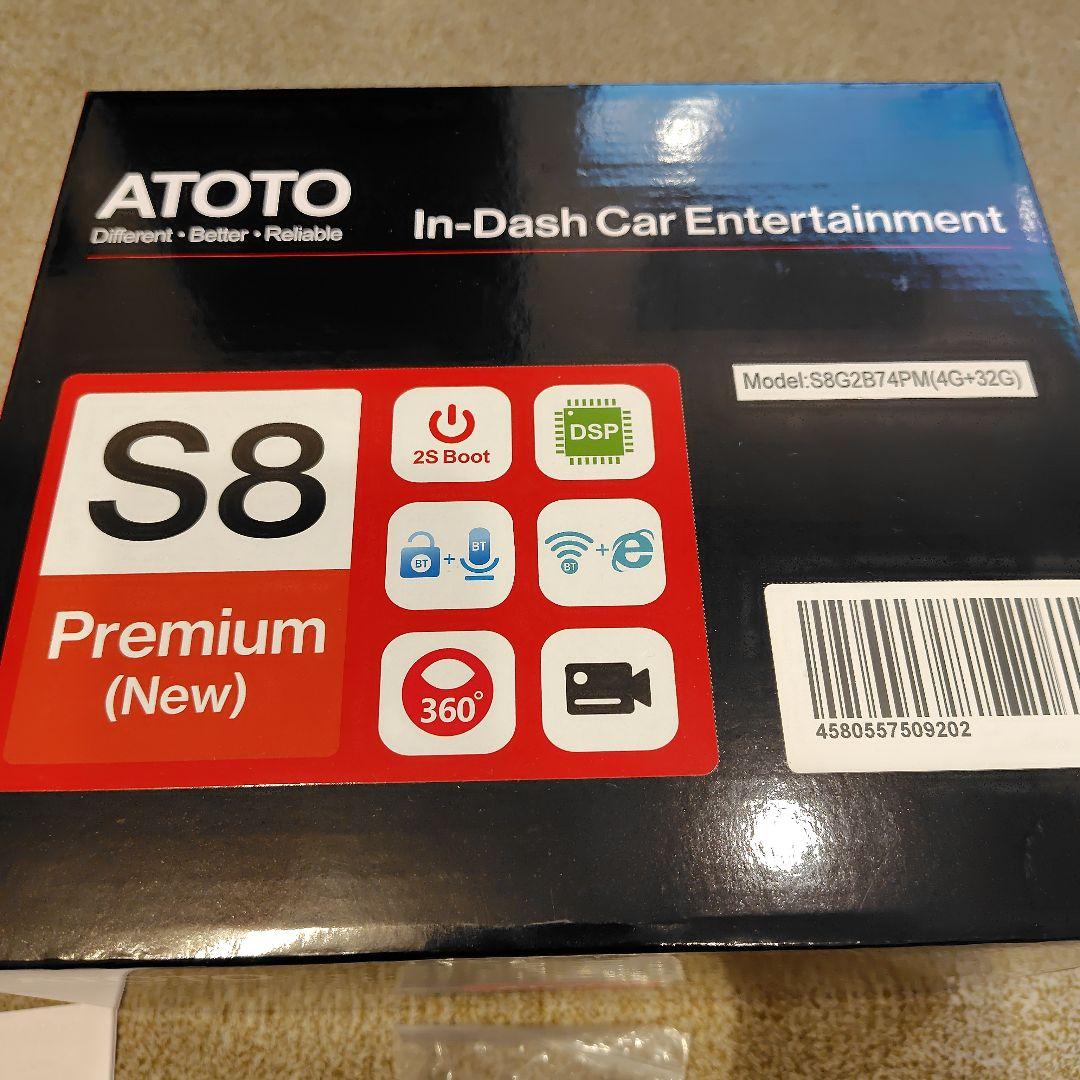 ATOTO
Different • Better • Reliable
In-Dash Car Entertainment
Model:S8G2B74PM(4G+32G)
S8
Premium
(New)
2S Boot
DSP
BT
+
BT
BT
+
360°
4580557509202